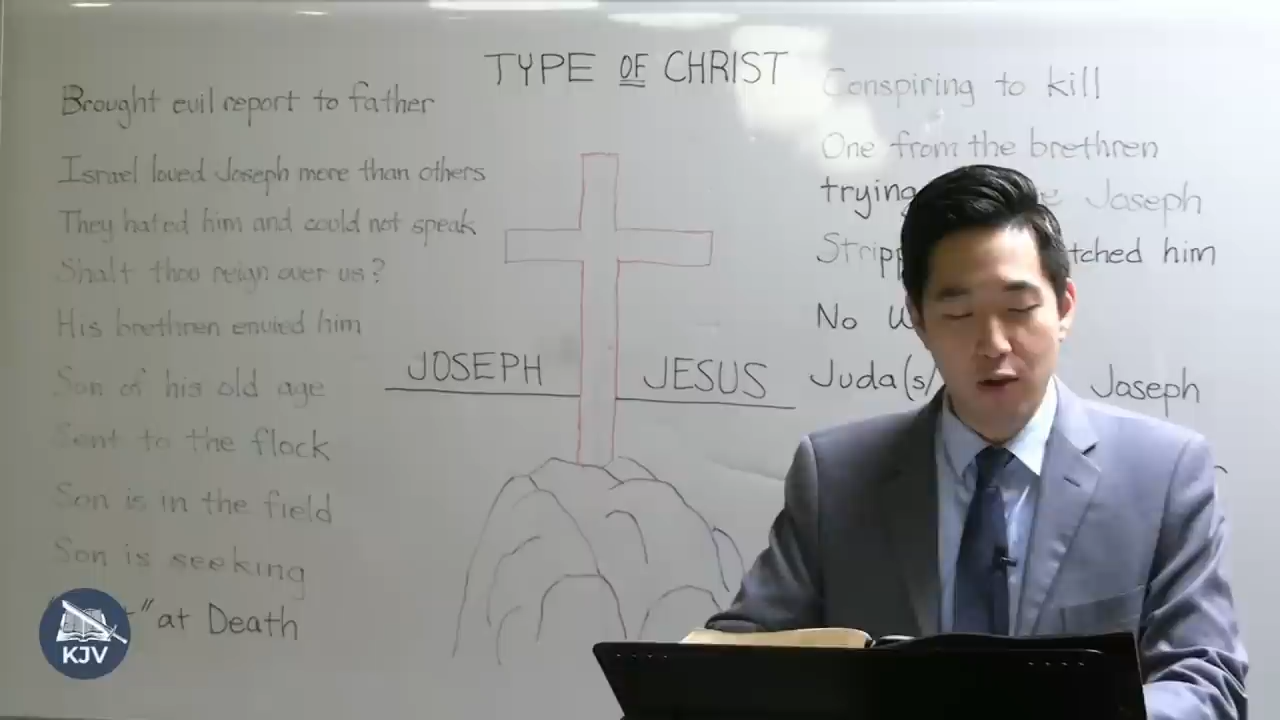 TYPE OF CHRIST
Brought evil report to father
Israel loved Joseph more than others
They hated him and could not speak
Shalt thou reign over us?
His brethren envied him
Son of his old age
Sent to the flock
Son is in the field
Son is seeking
" at Death
JOSEPH
JESUS
Conspiring to kill
One from the brethren
trying Joseph
him
No
Joseph
KJV